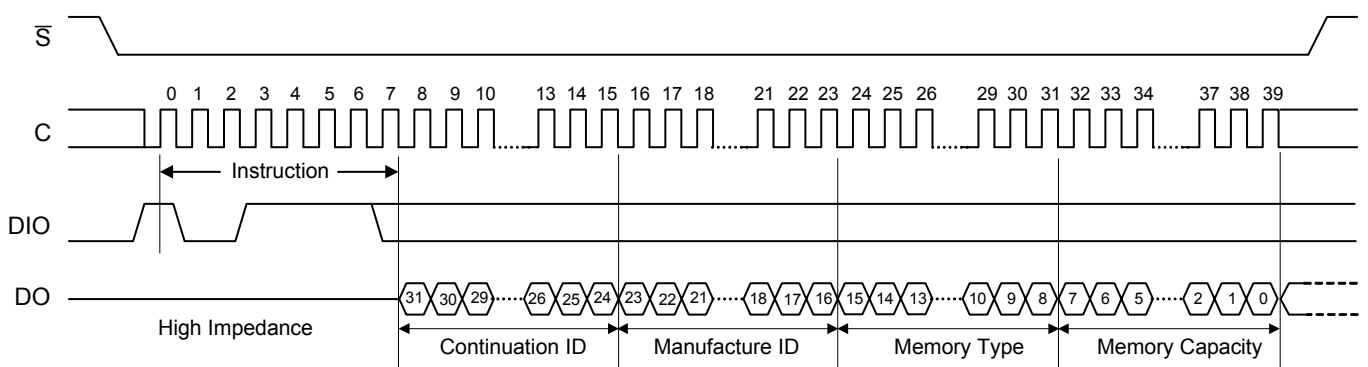 S
0 1 2 3 4 5 6 7 8 9 10 13 14 15 16 17 18 21 22 23 24 25 26 29 30 31 32 33 34 37 38 39
C
Instruction
DIO
DO 31 30 29 26 25 24 23 22 21 18 17 16 15 14 13 10 9 8 7 6 5 2 1 0
High Impedance
Continuation ID Manufacture ID Memory Type Memory Capacity